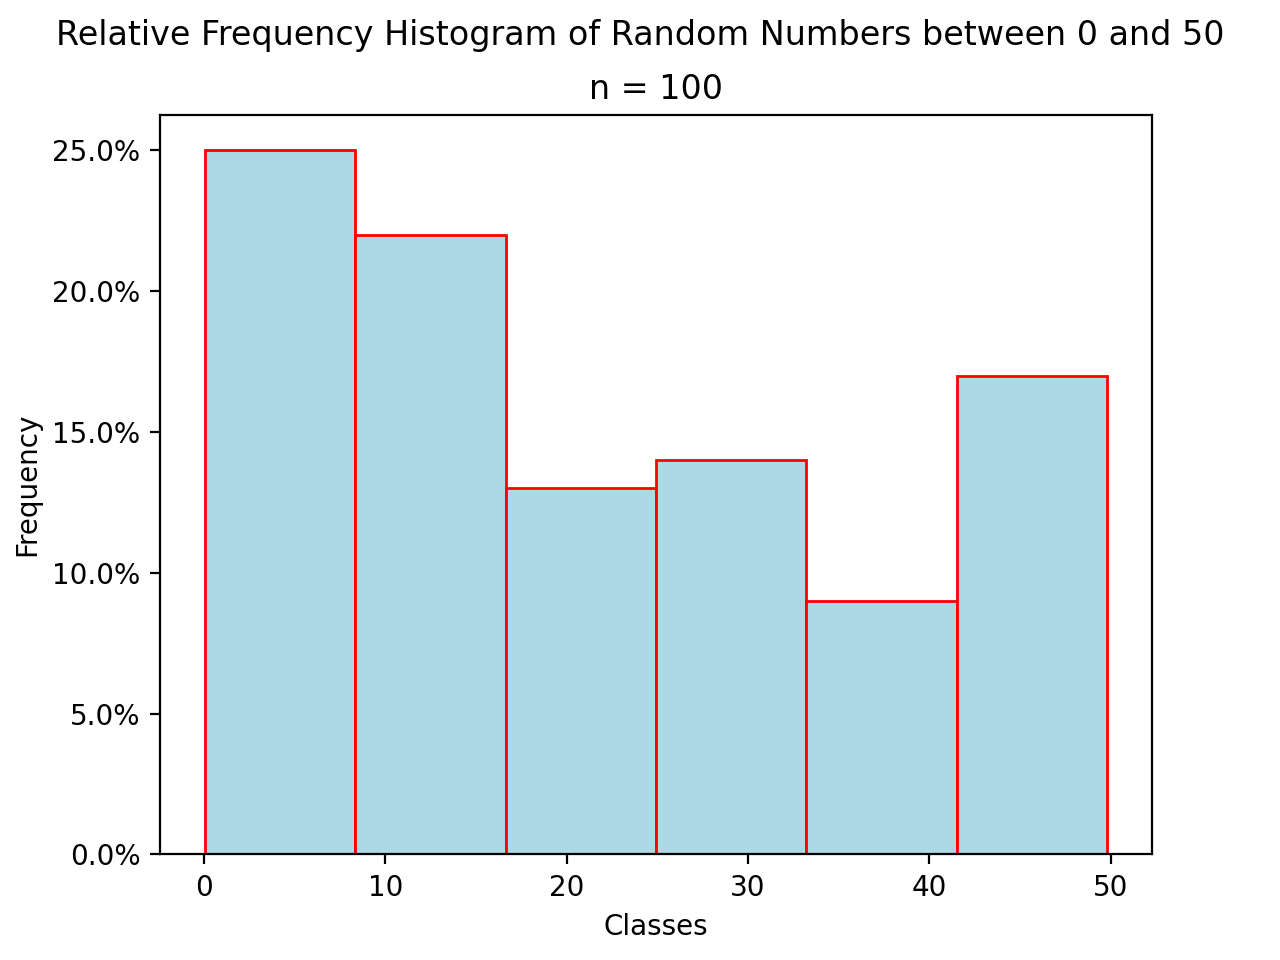 Relative Frequency Histogram of Random Numbers between 0 and 50
n = 100
25.0%
20.0%
15.0%
10.0%
5.0%
0.0%
Frequency
0 10 20 30 40 50
Classes